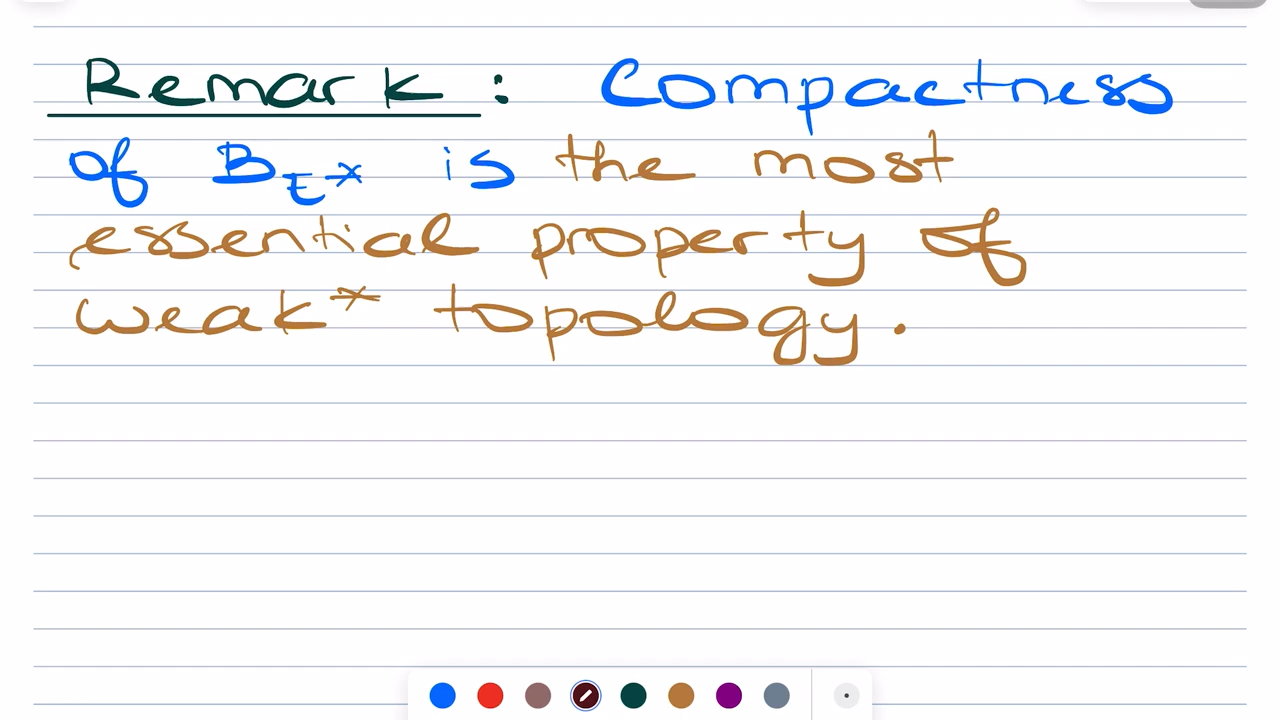 Remark : Compactness
of B_{E*} is the most
essential property of
weak* topology.